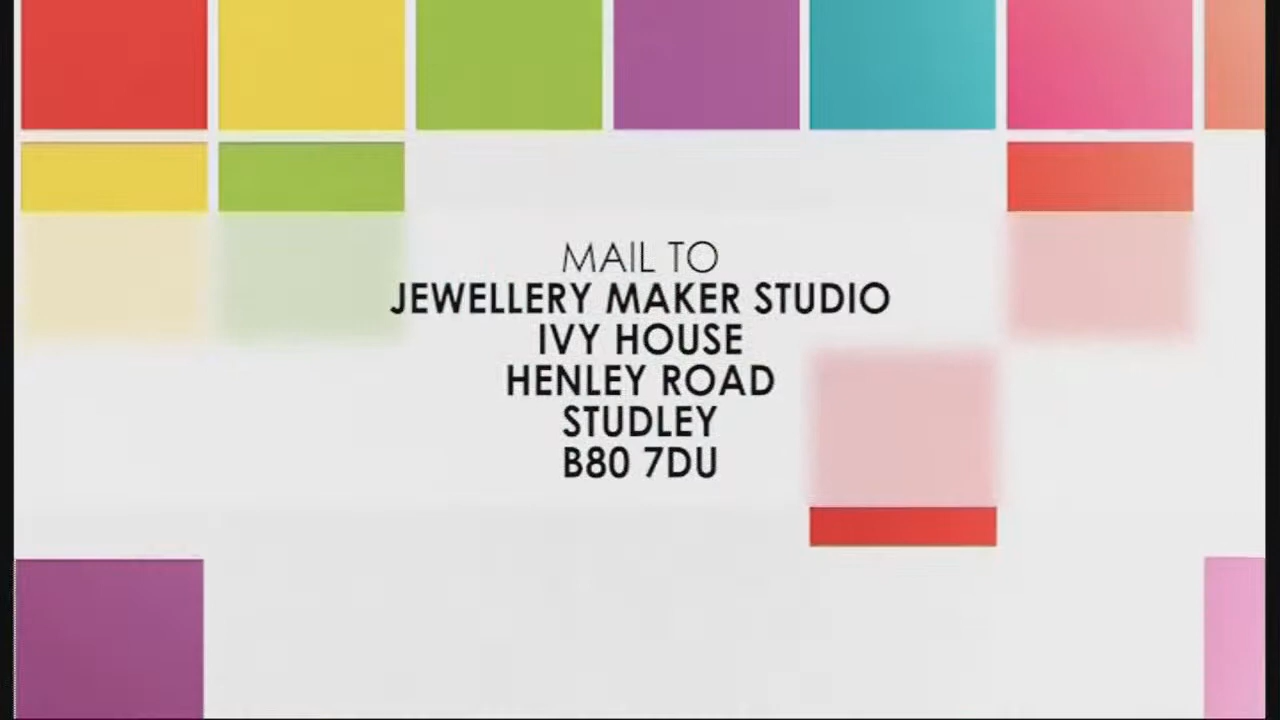 MAIL TO
JEWELLERY MAKER STUDIO
IVY HOUSE
HENLEY ROAD
STUDLEY
B80 7DU